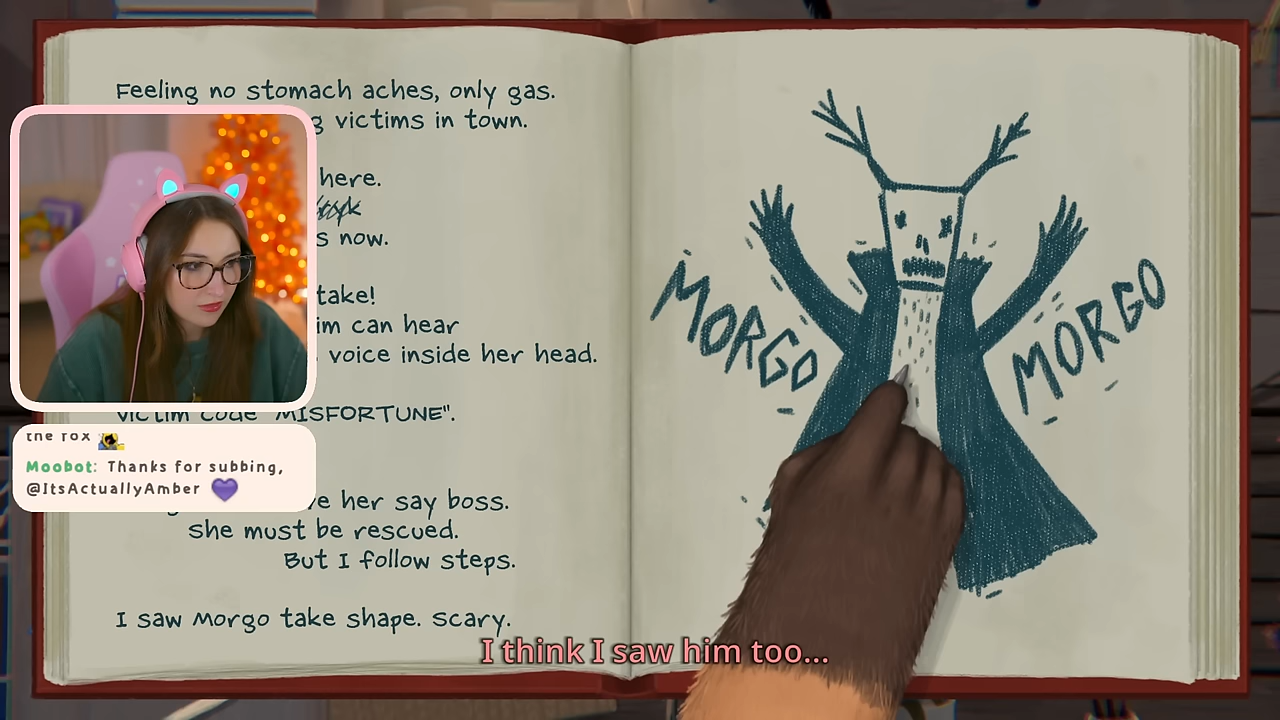 Feeling no stomach aches, only gas.
victims in town.
here.
s now.
take!
im can hear
voice inside her head.
victim code "MISFORTUNE".
ve her say boss.
She must be rescued.
But I follow steps.
I saw Morgo take shape. Scary.
MORGO
MORGO
I think I saw him too...
the fox
Moobot: Thanks for subbing,
@ItsActuallyAmber